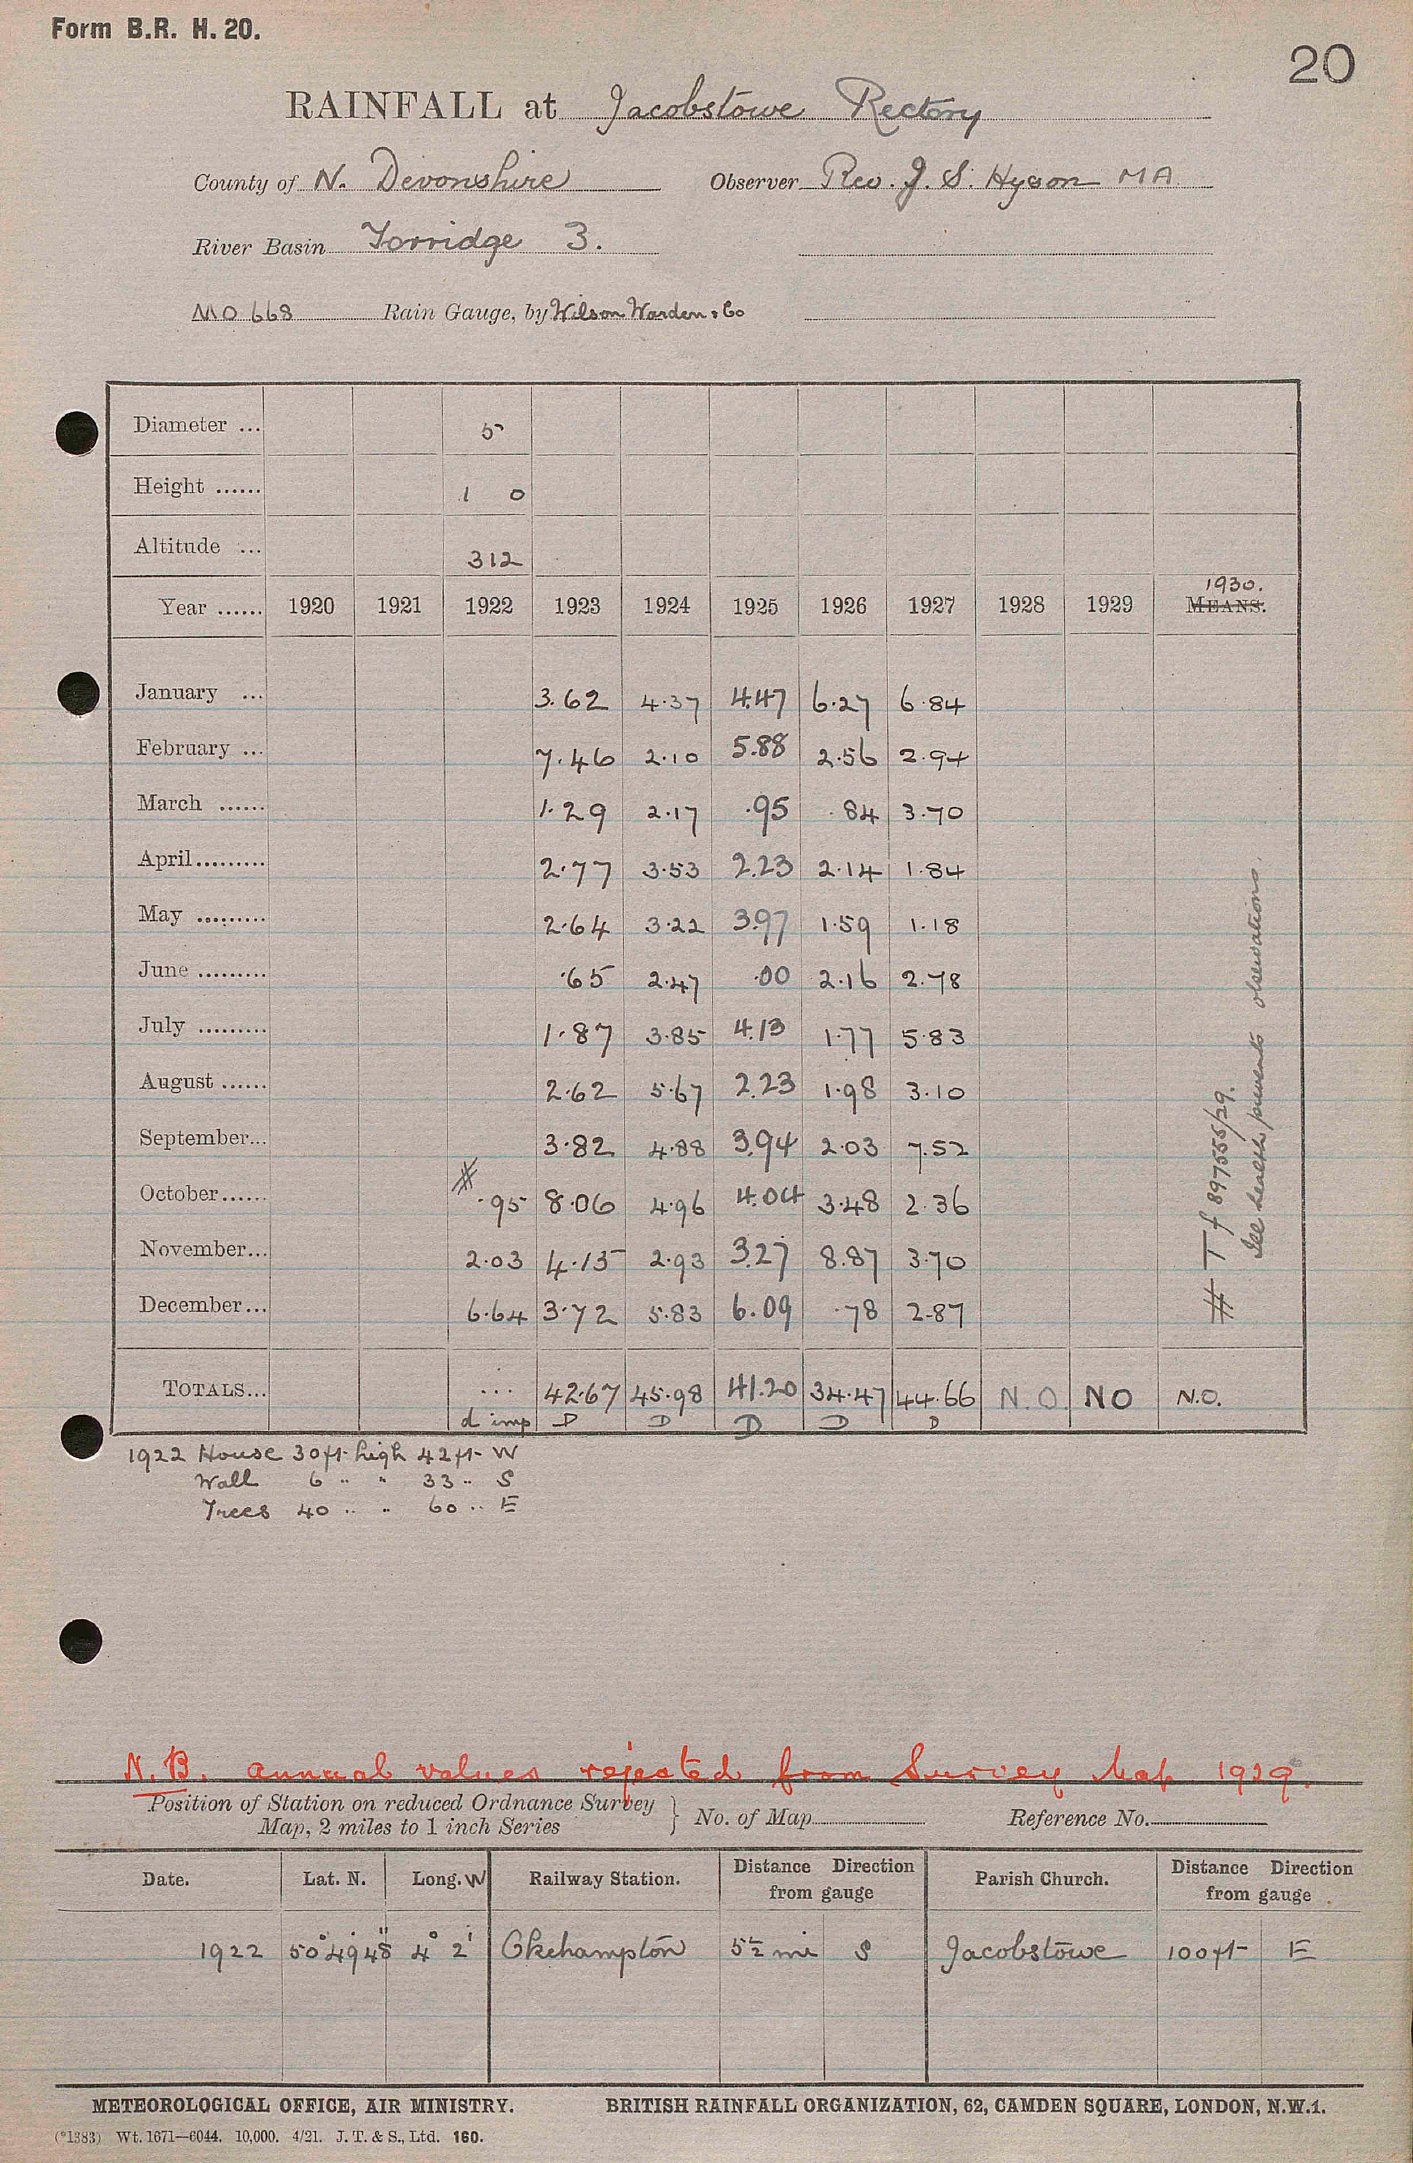 Form B.R. H. 20.
20
RAINFALL at Jacobstowe Rectory
County of N. Devonshire Observer Rev. J. S. Hyson MA.
River Basin Torridge 3.
MO 668 Rain Gauge, by Wilson Warden & Co
Diameter ... 5
Height ...... 1 0
Altitude ... 312
1930.
Year ...... 1920 1921 1922 1923 1924 1925 1926 1927 1928 1929 MEANS.
January ... 3.62 4.37 4.47 6.27 6.84
February ... 7.46 2.10 5.88 2.56 2.94
March ...... 1.29 2.17 .95 .84 3.70
April......... 2.77 3.53 2.23 2.14 1.84
May ......... 2.64 3.22 3.97 1.59 1.18
June ......... .65 2.47 .00 2.16 2.78
July ......... 1.87 3.85 4.13 1.77 5.83
August ...... 2.62 5.67 2.23 1.98 3.10
September... 3.82 4.88 3.94 2.03 7.52
October...... # .95 8.06 4.96 4.04 3.48 2.36
November... 2.03 4.15 2.93 3.27 8.87 3.70
December... 6.64 3.72 5.83 6.09 .78 2.87
# T f 897555/29.
Ill health prevents observations.
TOTALS... ... 42.67 45.98 41.20 34.47 44.66 N.O. NO N.O.
d imp D D D D D
1922 House 30ft. high 42ft. W
Wall 6 .. " 33 .. S
Trees 40 .. .. 60 .. E
N.B. annual values rejected from Survey Map 1929.
Position of Station on reduced Ordnance Survey
Map, 2 miles to 1 inch Series } No. of Map Reference No.
Date. Lat. N. Long. W Railway Station. Distance Direction from gauge Parish Church. Distance Direction from gauge
1922 50° 49' 48" 4° 2' Okehampton 5½ mi S Jacobstowe 100ft E
METEOROLOGICAL OFFICE, AIR MINISTRY. BRITISH RAINFALL ORGANIZATION, 62, CAMDEN SQUARE, LONDON, N.W.1.
(*1383) Wt. 1671—6044. 10,000. 4/21. J. T. & S., Ltd. 160.